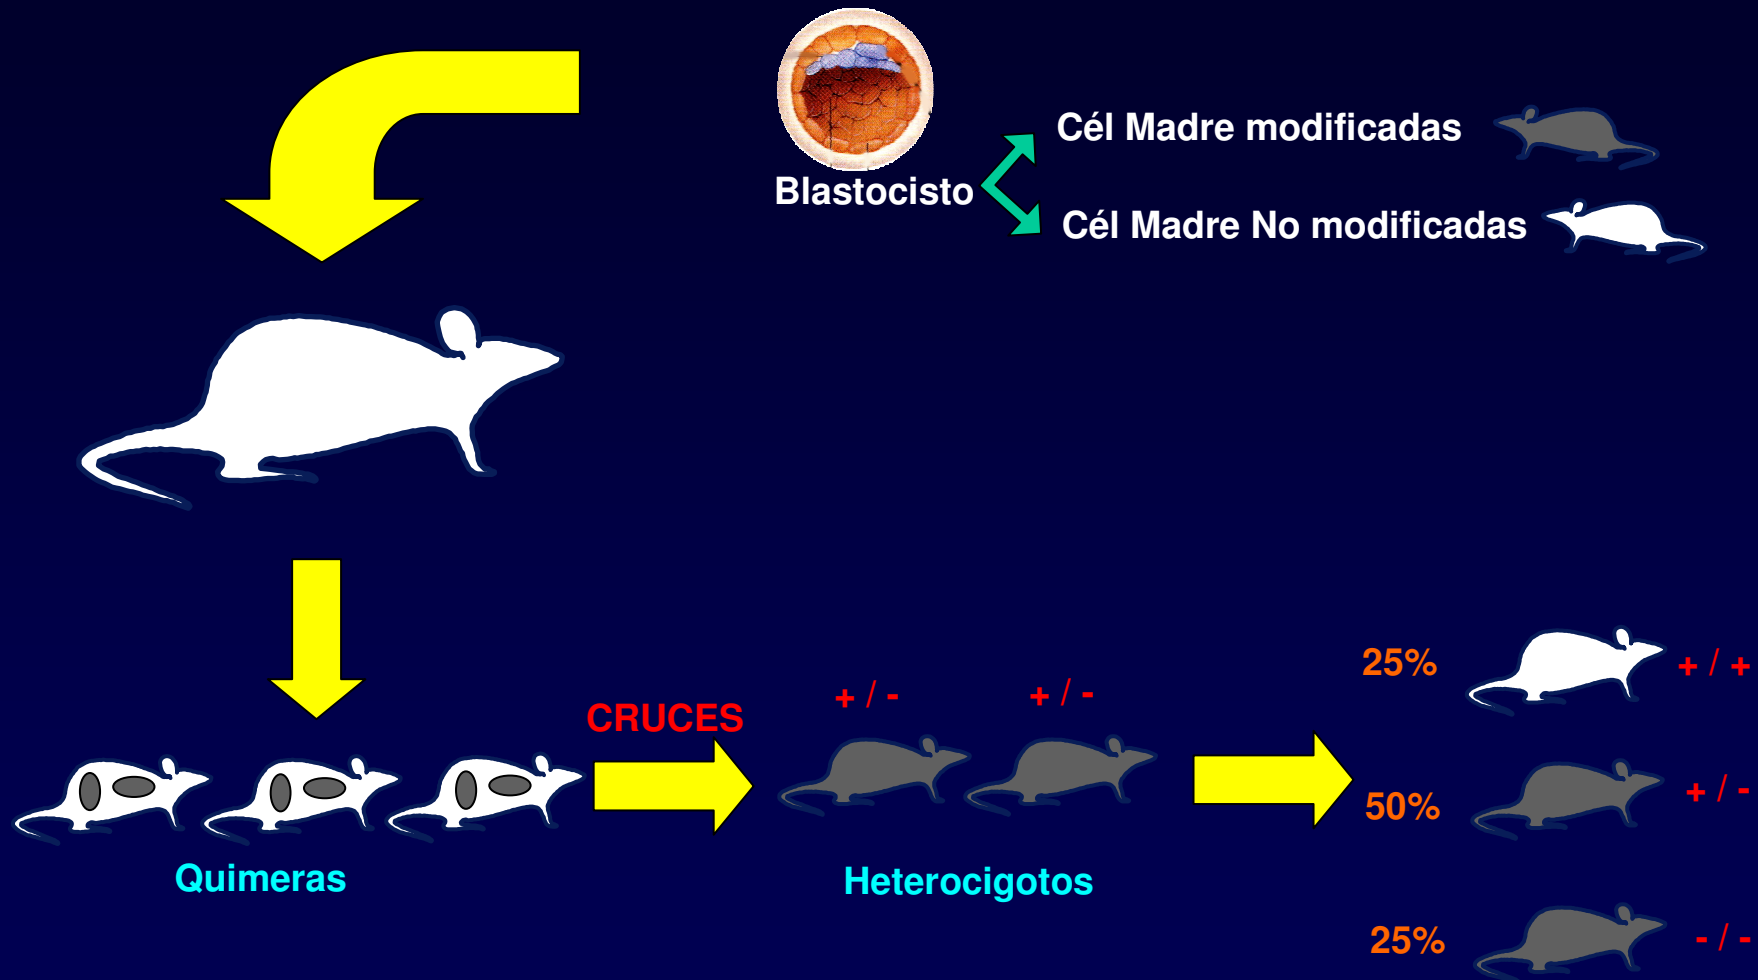 Cél Madre modificadas
Blastocisto
Cél Madre No modificadas
25%
+ / +
+ / -
+ / -
CRUCES
50%
+ / -
Quimeras
Heterocigotos
25%
- / -